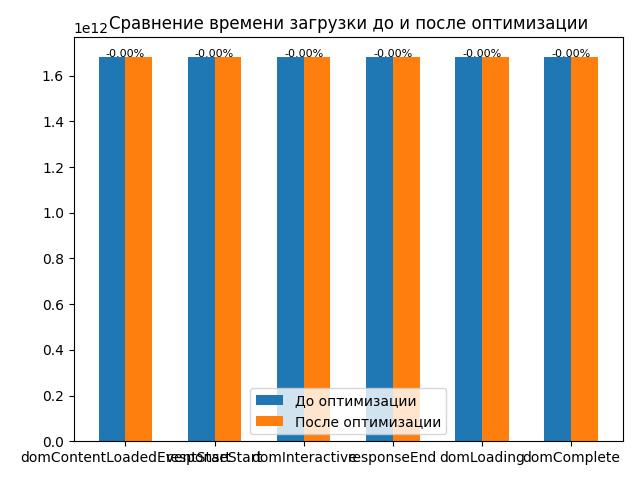 Сравнение времени загрузки до и после оптимизации
1e12
-0.00% -0.00% -0.00% -0.00% -0.00% -0.00%
1.6
1.4
1.2
1.0
0.8
0.6
0.4
0.2
0.0
До оптимизации
После оптимизации
domContentLoadedEventStart responseStart domInteractive responseEnd domLoading domComplete